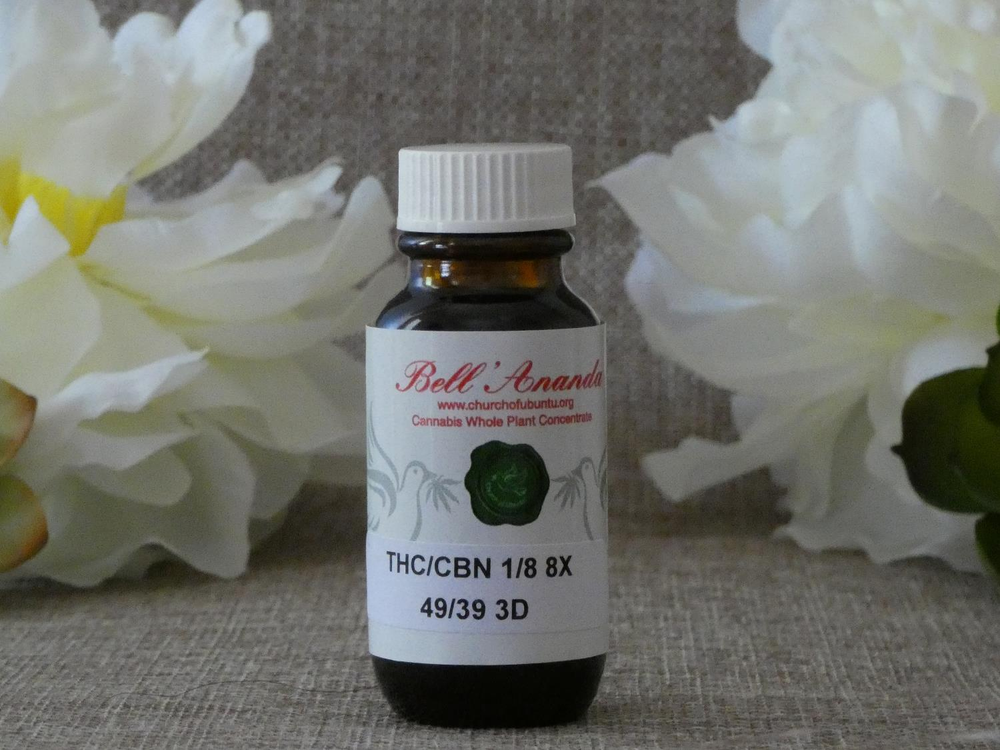 Bell'Ananda
www.churchofubuntu.org
Cannabis Whole Plant Concentrate
THC/CBN 1/8 8X
49/39 3D